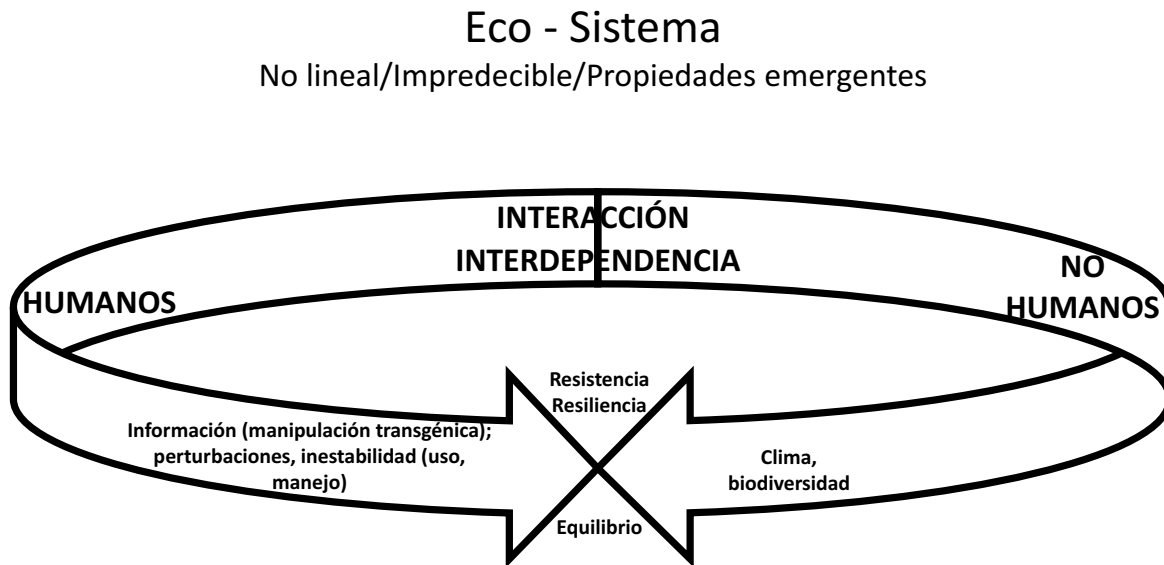 Eco - Sistema
No lineal/Impredecible/Propiedades emergentes
INTERACCIÓN
INTERDEPENDENCIA
HUMANOS
NO
HUMANOS
Resistencia
Resiliencia
Información (manipulación transgénica);
perturbaciones, inestabilidad (uso,
manejo)
Clima,
biodiversidad
Equilibrio